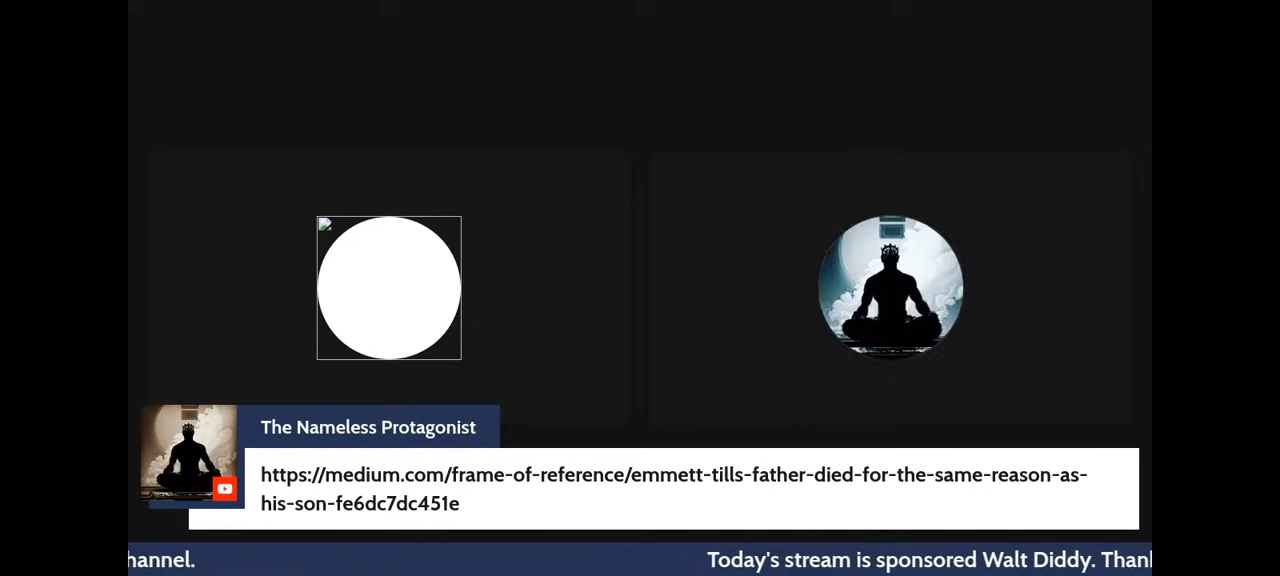 The Nameless Protagonist
https://medium.com/frame-of-reference/emmett-tills-father-died-for-the-same-reason-as-
his-son-fe6dc7dc451e
hannel. Today's stream is sponsored Walt Diddy. Thank